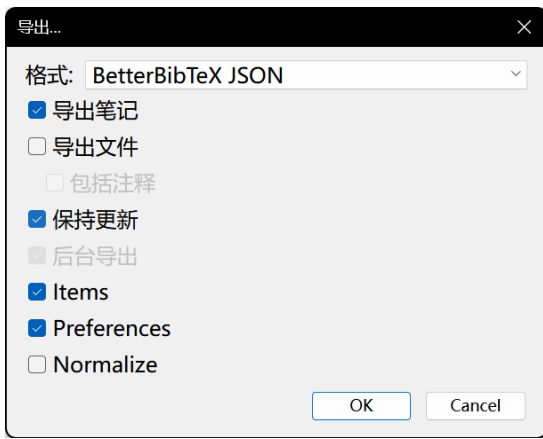 导出...
格式: BetterBibTeX JSON
导出笔记
导出文件
包括注释
保持更新
后台导出
Items
Preferences
Normalize
OK Cancel